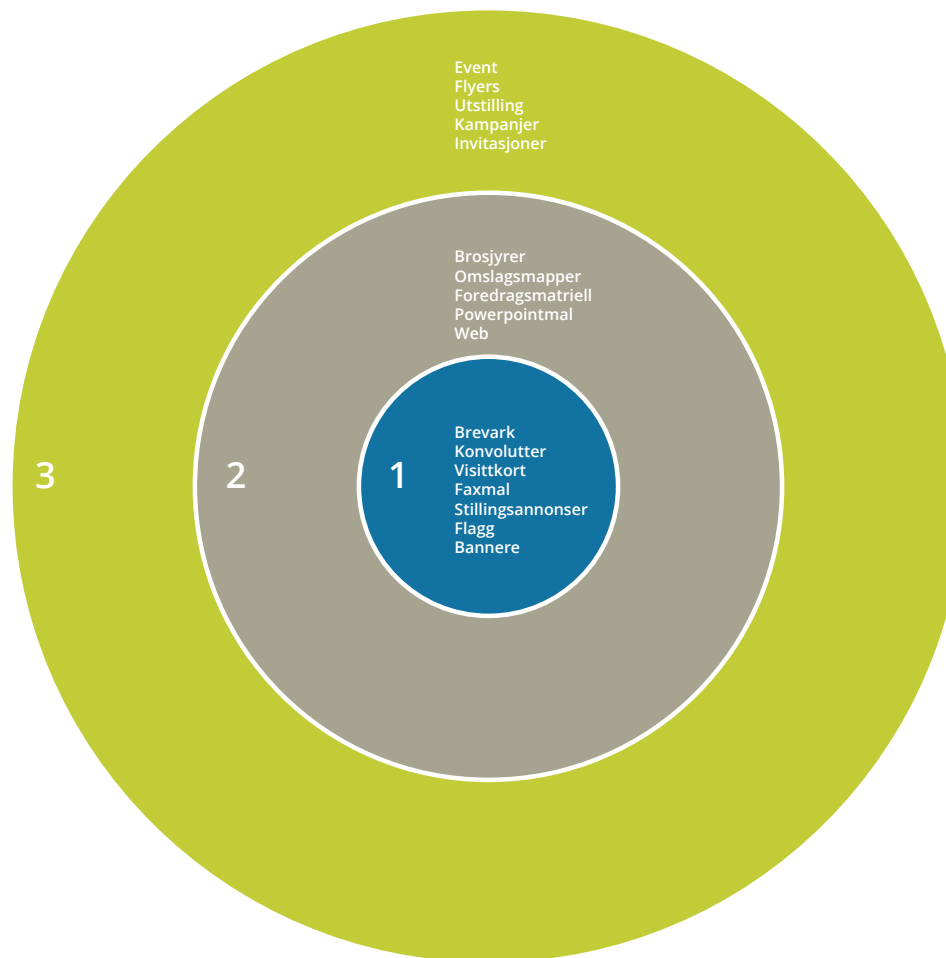 Event
Flyers
Utstilling
Kampanjer
Invitasjoner
Brosjyrer
Omslagsmapper
Foredragsmatriell
Powerpointmal
Web
3
2
1
Brevark
Konvolutter
Visittkort
Faxmal
Stillingsannonser
Flagg
Bannere